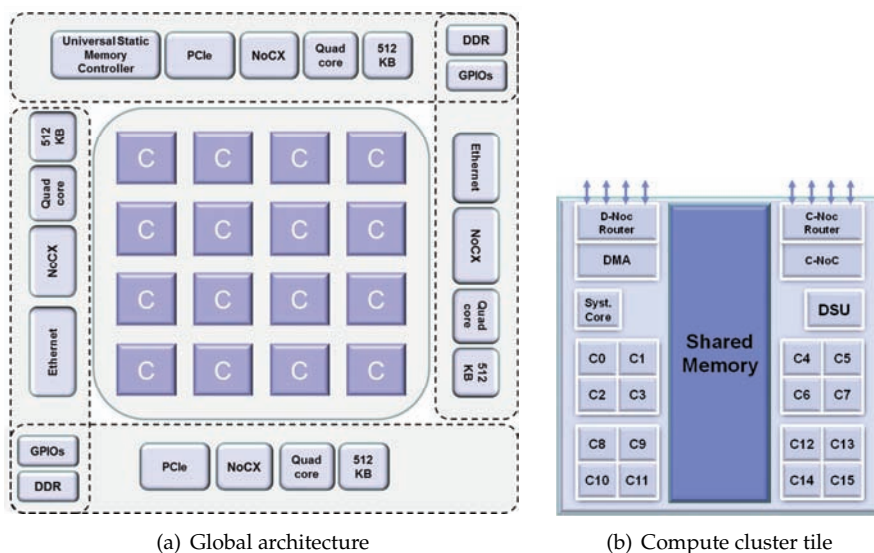 Universal Static
Memory
Controller
PCIe
NoCX
Quad
core
512
KB
DDR
GPIOs
512
KB
Quad
core
NoCX
Ethernet
C C C C
C C C C
C C C C
C C C C
Ethernet
NoCX
Quad
core
512
KB
GPIOs
DDR
PCIe
NoCX
Quad
core
512
KB
(a) Global architecture
D-Noc
Router
DMA
Syst.
Core
C0 C1
C2 C3
C8 C9
C10 C11
Shared
Memory
C-Noc
Router
C-NoC
DSU
C4 C5
C6 C7
C12 C13
C14 C15
(b) Compute cluster tile